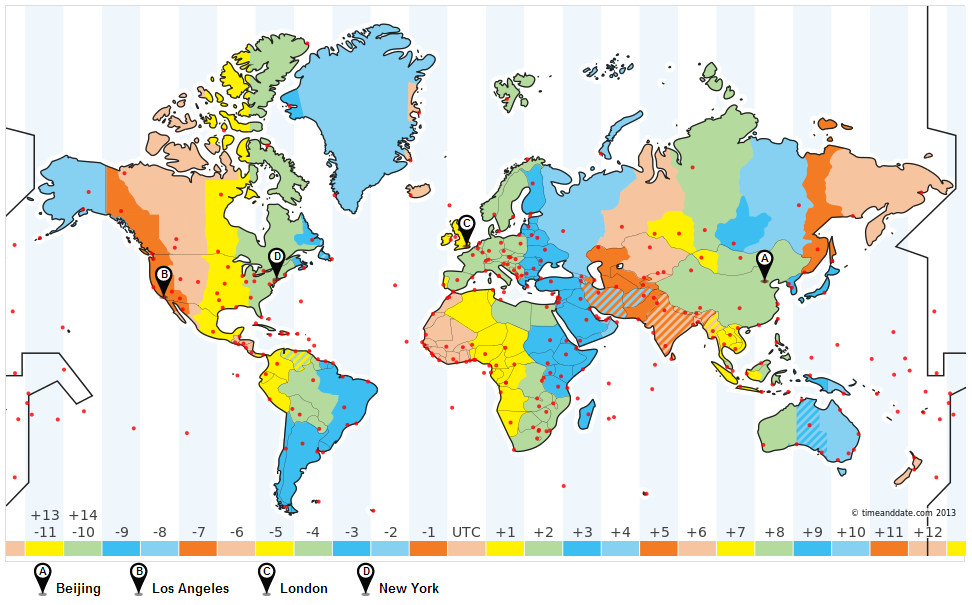 A
B
C
D
© timeanddate.com 2013
+13 +14
-11 -10 -9 -8 -7 -6 -5 -4 -3 -2 -1 UTC +1 +2 +3 +4 +5 +6 +7 +8 +9 +10 +11 +12
A Beijing B Los Angeles C London D New York